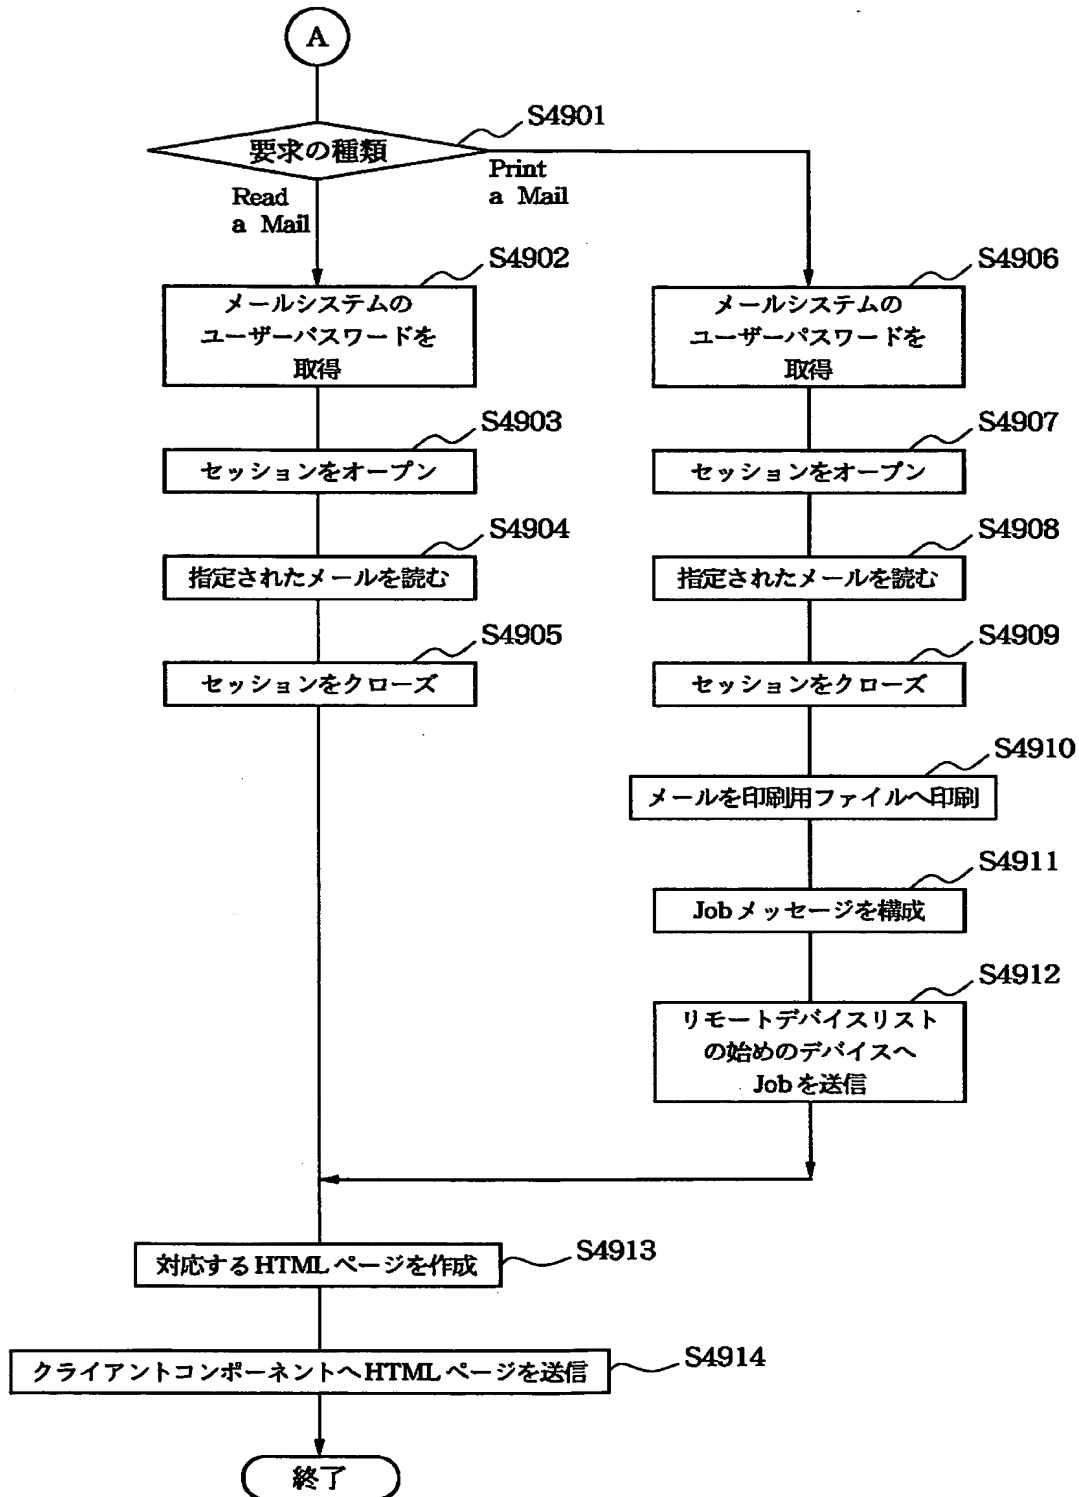 A
S4901
要求の種類
Read
a Mail
Print
a Mail
S4902
メールシステムの
ユーザーパスワードを
取得
S4903
セッションをオープン
S4904
指定されたメールを読む
S4905
セッションをクローズ
S4906
メールシステムの
ユーザーパスワードを
取得
S4907
セッションをオープン
S4908
指定されたメールを読む
S4909
セッションをクローズ
S4910
メールを印刷用ファイルへ印刷
S4911
Jobメッセージを構成
S4912
リモートデバイスリスト
の始めのデバイスへ
Jobを送信
対応するHTMLページを作成
S4913
クライアントコンポーネントへHTMLページを送信
S4914
終了